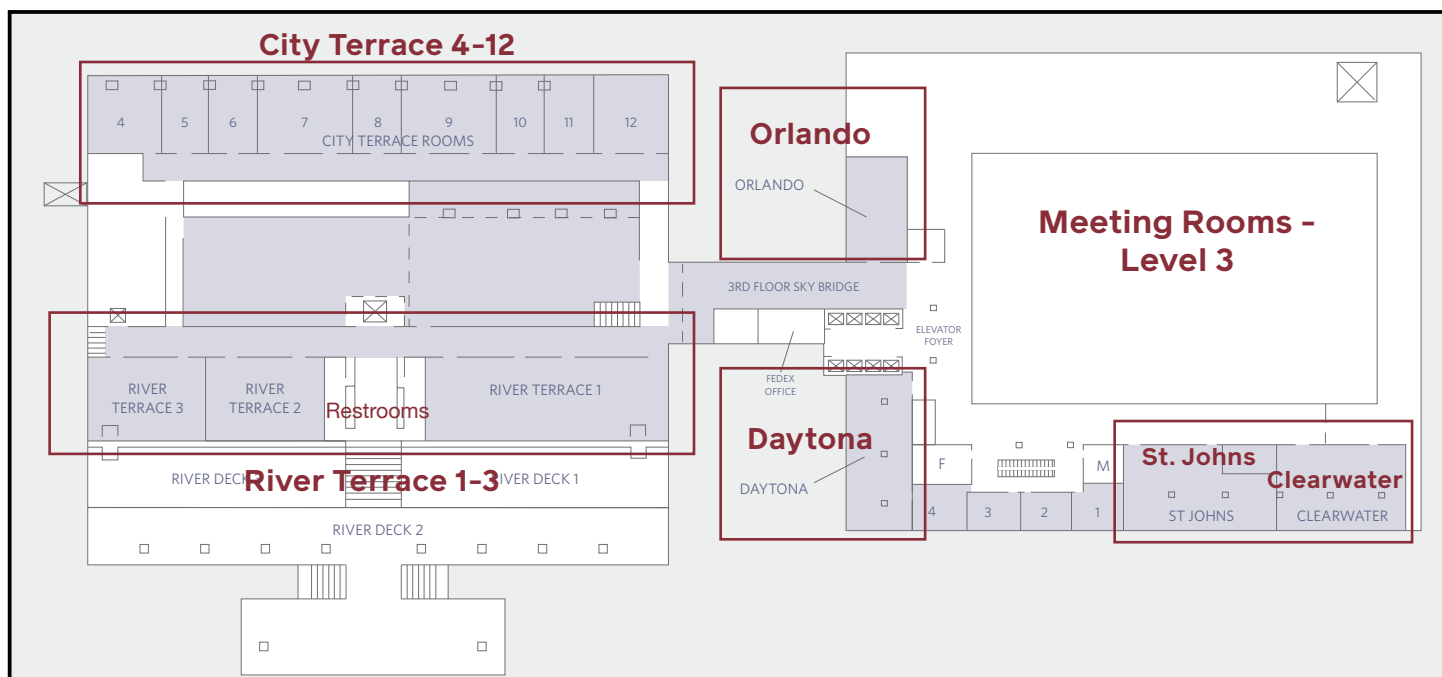 City Terrace 4-12
4
5
6
7
8
9
10
11
12
CITY TERRACE ROOMS
Orlando
ORLANDO
Meeting Rooms -
Level 3
3RD FLOOR SKY BRIDGE
ELEVATOR
FOYER
FEDEX
OFFICE
RIVER
TERRACE 3
RIVER
TERRACE 2
Restrooms
RIVER TERRACE 1
River Terrace 1-3
RIVER DECK
RIVER DECK 1
RIVER DECK 2
Daytona
DAYTONA
F
M
4
3
2
1
St. Johns
Clearwater
ST JOHNS
CLEARWATER